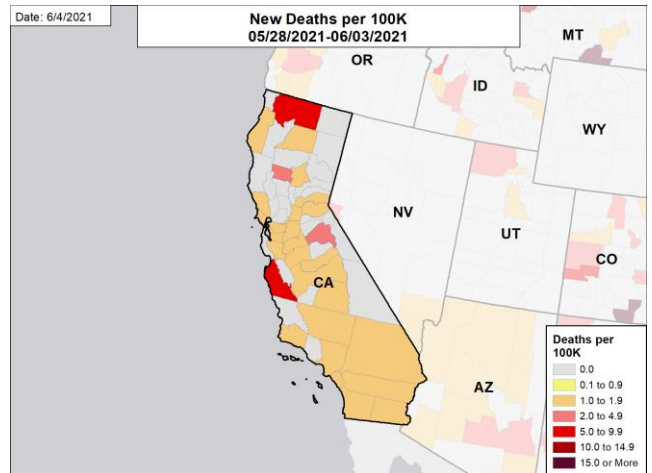 Date: 6/4/2021
New Deaths per 100K
05/28/2021-06/03/2021
MT
OR
ID
WY
NV
UT
CO
CA
AZ
Deaths per
100K
0.0
0.1 to 0.9
1.0 to 1.9
2.0 to 4.9
5.0 to 9.9
10.0 to 14.9
15.0 or More